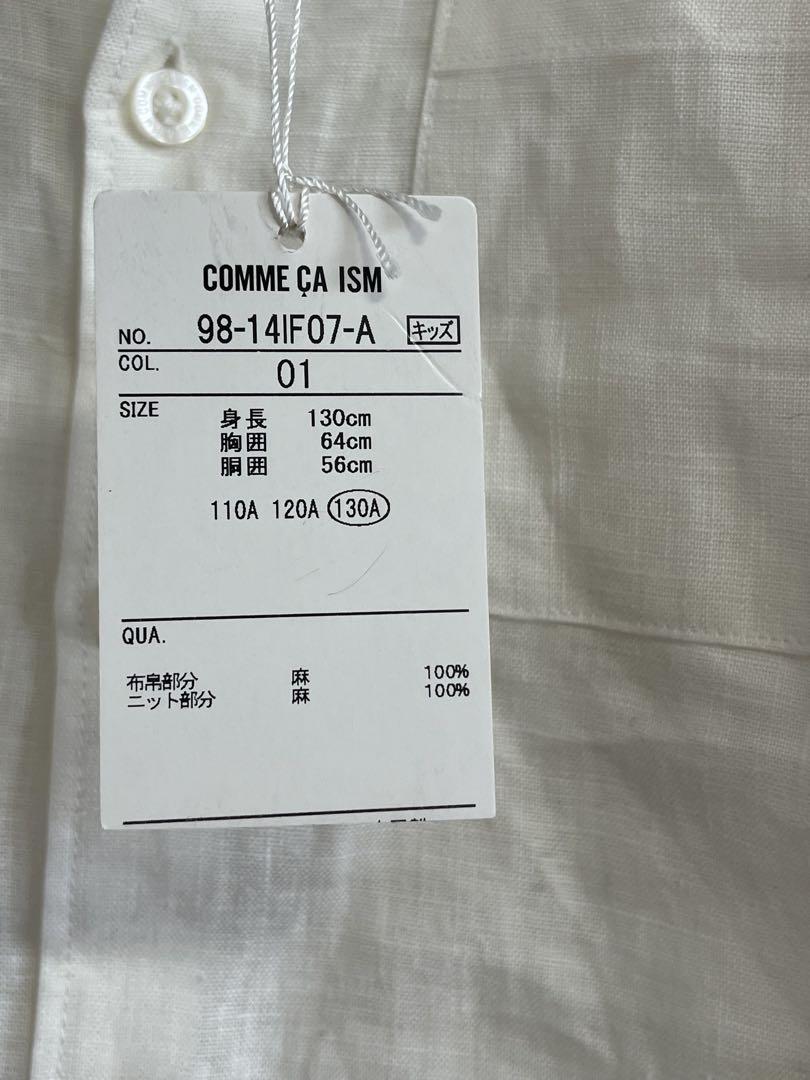 COMME ÇA ISM
NO. 98-14IF07-A キッズ
COL. 01
SIZE
身長 130cm
胸囲 64cm
胴囲 56cm
110A 120A 130A
QUA.
布帛部分 麻 100%
ニット部分 麻 100%